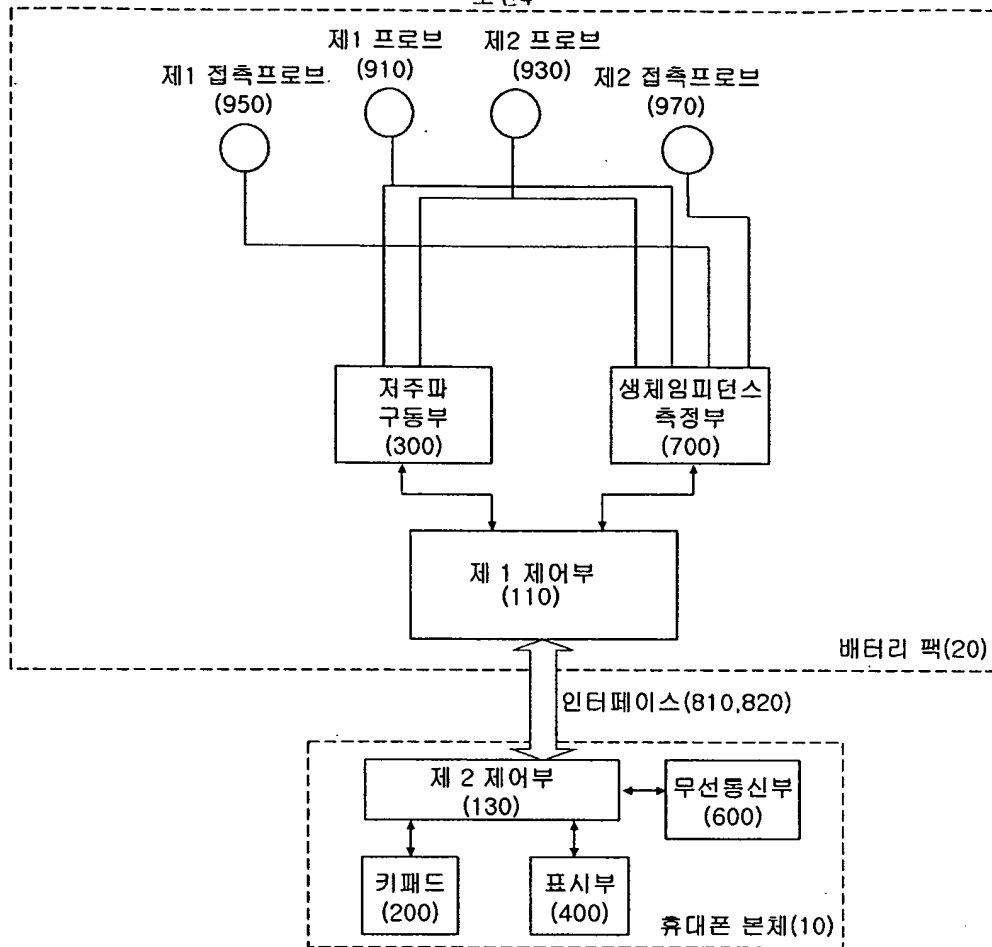 제1 프로브
(910)
제2 프로브
(930)
제1 접촉프로브
(950)
제2 접촉프로브
(970)
저주파
구동부
(300)
생체임피던스
측정부
(700)
제 1 제어부
(110)
배터리 팩(20)
인터페이스(810,820)
제 2 제어부
(130)
무선통신부
(600)
키패드
(200)
표시부
(400)
휴대폰 본체(10)